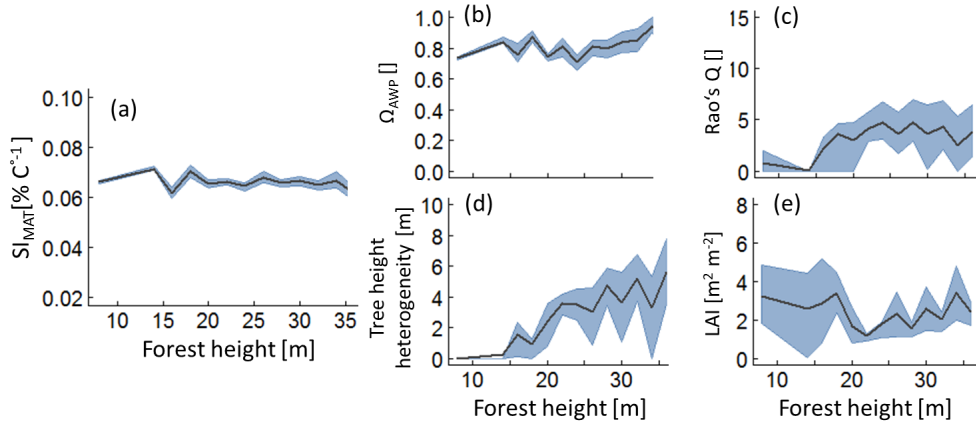 (a)
SI_MAT[% C°⁻¹]
0.10
0.08
0.06
0.04
0.02
10 15 20 25 30 35
Forest height [m]
(b)
Ω_AWP []
1.0
0.8
0.6
0.4
0.2
0.0
(c)
Rao's Q []
15
10
5
0
(d)
Tree height
heterogeneity [m]
10
8
6
4
2
0
10 20 30
Forest height [m]
(e)
LAI [m² m⁻²]
8
6
4
2
0
10 20 30
Forest height [m]